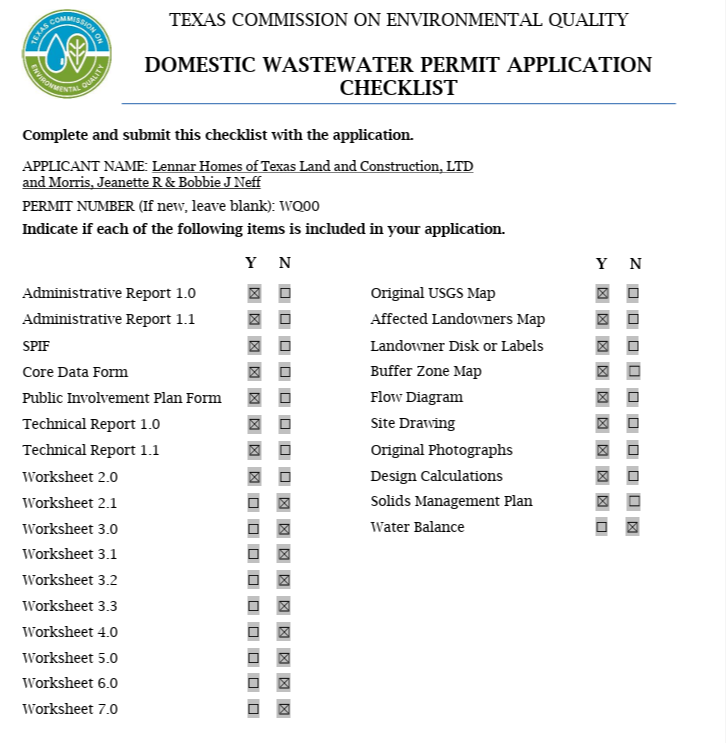 TEXAS COMMISSION ON
ENVIRONMENTAL QUALITY
TEXAS COMMISSION ON ENVIRONMENTAL QUALITY
DOMESTIC WASTEWATER PERMIT APPLICATION
CHECKLIST
Complete and submit this checklist with the application.
APPLICANT NAME: Lennar Homes of Texas Land and Construction, LTD
and Morris, Jeanette R & Bobbie J Neff
PERMIT NUMBER (If new, leave blank): WQ00
Indicate if each of the following items is included in your application.
Y N
Administrative Report 1.0 ☒ ☐
Administrative Report 1.1 ☒ ☐
SPIF ☒ ☐
Core Data Form ☒ ☐
Public Involvement Plan Form ☒ ☐
Technical Report 1.0 ☒ ☐
Technical Report 1.1 ☒ ☐
Worksheet 2.0 ☒ ☐
Worksheet 2.1 ☐ ☒
Worksheet 3.0 ☐ ☒
Worksheet 3.1 ☐ ☒
Worksheet 3.2 ☐ ☒
Worksheet 3.3 ☐ ☒
Worksheet 4.0 ☐ ☒
Worksheet 5.0 ☐ ☒
Worksheet 6.0 ☐ ☒
Worksheet 7.0 ☐ ☒
Y N
Original USGS Map ☒ ☐
Affected Landowners Map ☒ ☐
Landowner Disk or Labels ☒ ☐
Buffer Zone Map ☒ ☐
Flow Diagram ☒ ☐
Site Drawing ☒ ☐
Original Photographs ☒ ☐
Design Calculations ☒ ☐
Solids Management Plan ☒ ☐
Water Balance ☐ ☒